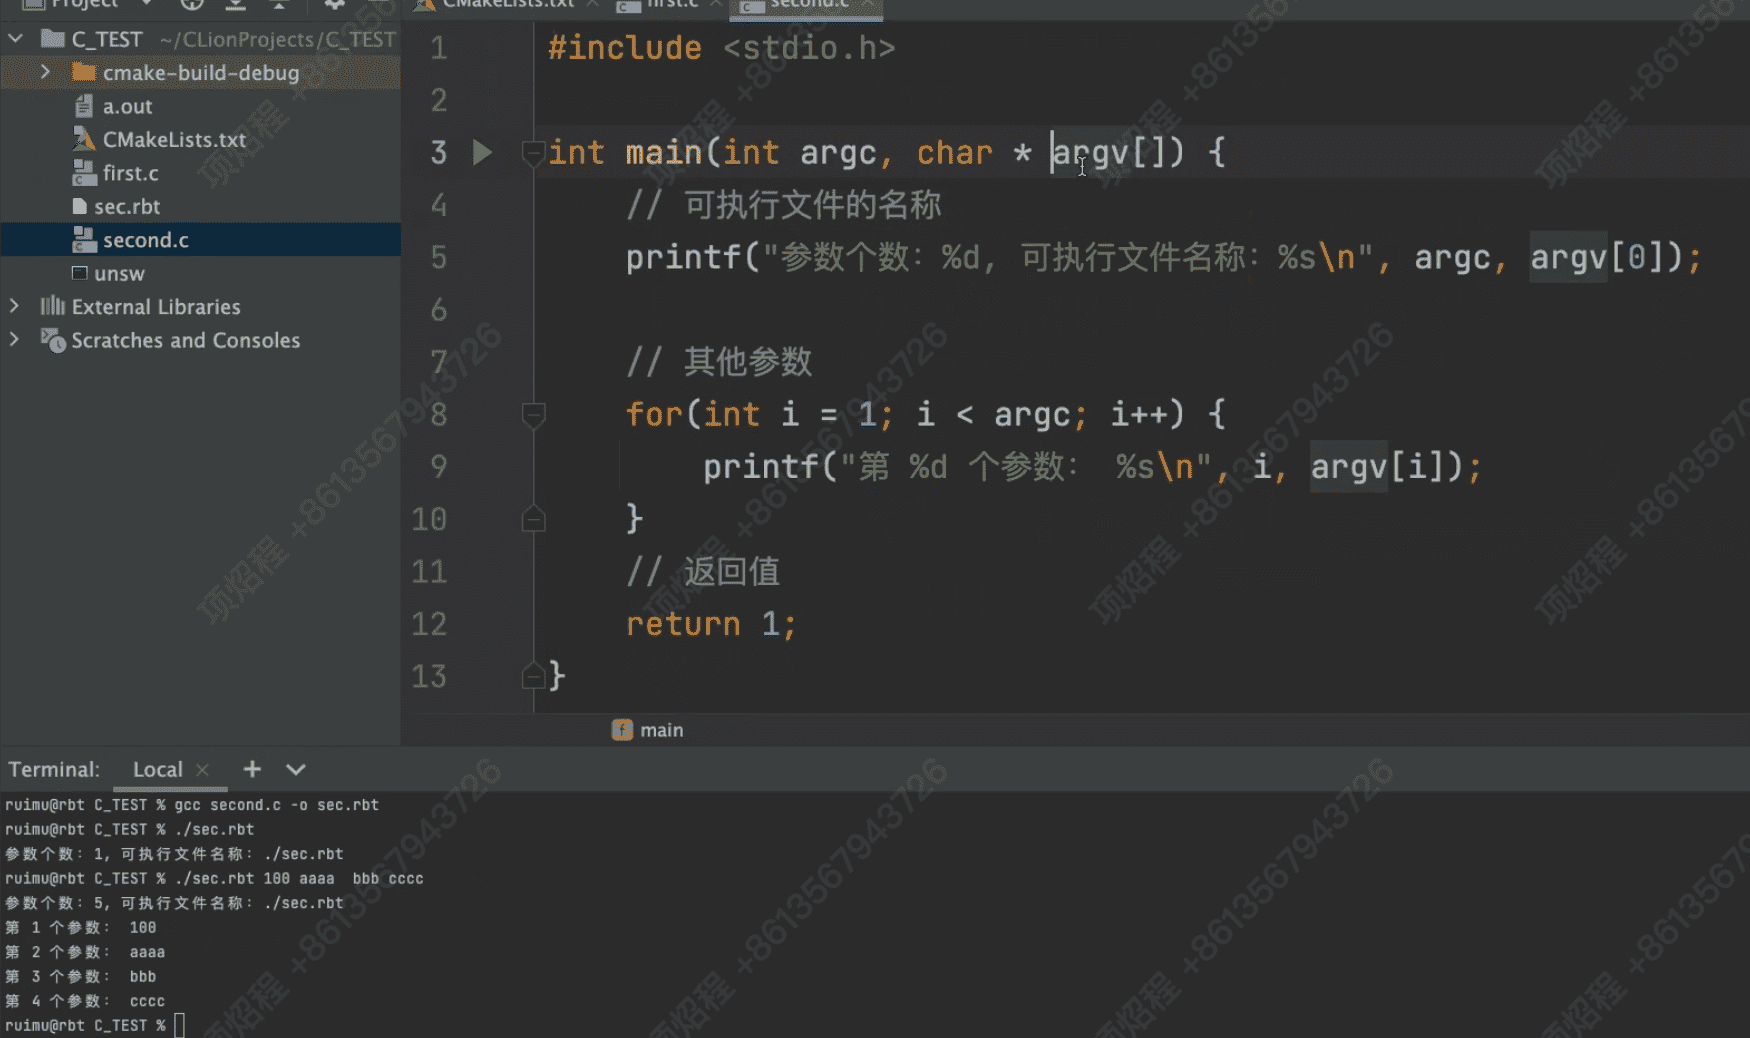 Project
CMakeLists.txt
first.c
second.c
C_TEST ~/CLionProjects/C_TEST
cmake-build-debug
a.out
CMakeLists.txt
first.c
sec.rbt
second.c
unsw
External Libraries
Scratches and Consoles
1 #include <stdio.h>
2
3 int main(int argc, char * argv[]) {
4 // 可执行文件的名称
5 printf("参数个数: %d, 可执行文件名称: %s\n", argc, argv[0]);
6
7 // 其他参数
8 for(int i = 1; i < argc; i++) {
9 printf("第 %d 个参数: %s\n", i, argv[i]);
10 }
11 // 返回值
12 return 1;
13 }
f main
Terminal: Local × +
ruimu@rbt C_TEST % gcc second.c -o sec.rbt
ruimu@rbt C_TEST % ./sec.rbt
参数个数: 1, 可执行文件名称: ./sec.rbt
ruimu@rbt C_TEST % ./sec.rbt 100 aaaa  bbb cccc
参数个数: 5, 可执行文件名称: ./sec.rbt
第 1 个参数: 100
第 2 个参数: aaaa
第 3 个参数: bbb
第 4 个参数: cccc
ruimu@rbt C_TEST %
项焰程 +8613567943726